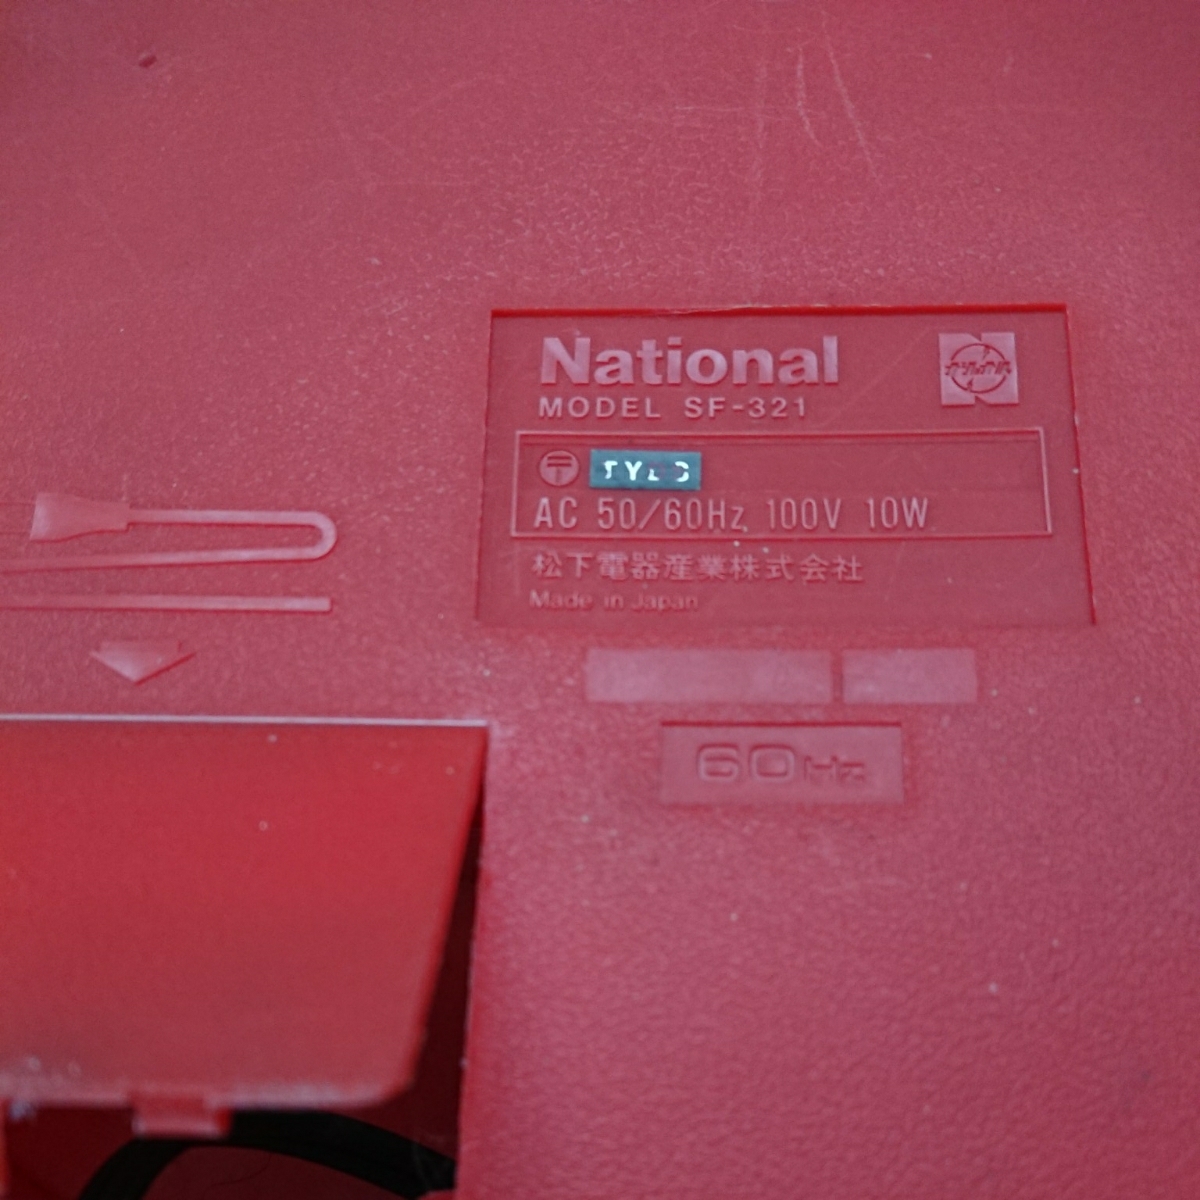 National
MODEL SF-321
〒
AC 50/60Hz 100V 10W
松下電器産業株式会社
Made in Japan
60Hz